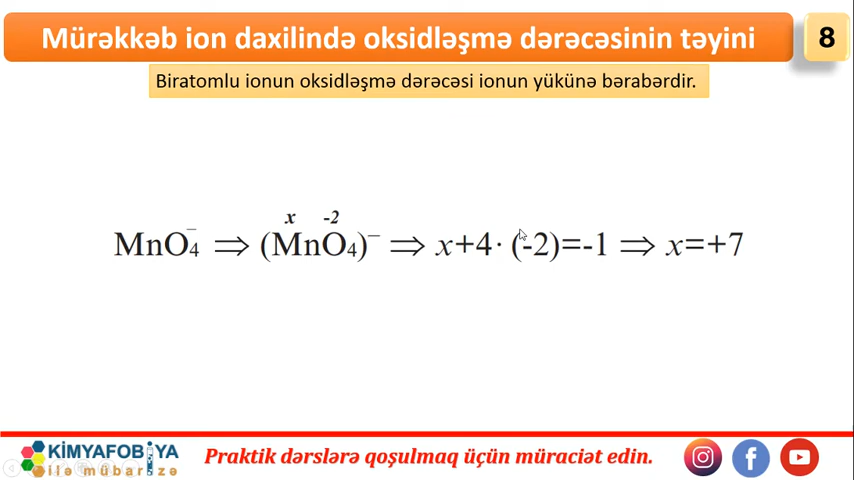 Mürəkkəb ion daxilində oksidləşmə dərəcəsinin təyini
8
Biratomlu ionun oksidləşmə dərəcəsi ionun yükünə bərabərdir.
x -2
MnO₄⁻ ⇒ (MnO₄)⁻ ⇒ x+4·(-2)=-1 ⇒ x=+7
KİMYAFOBİYA
ilə mübarizə
Praktik dərslərə qoşulmaq üçün müraciət edin.